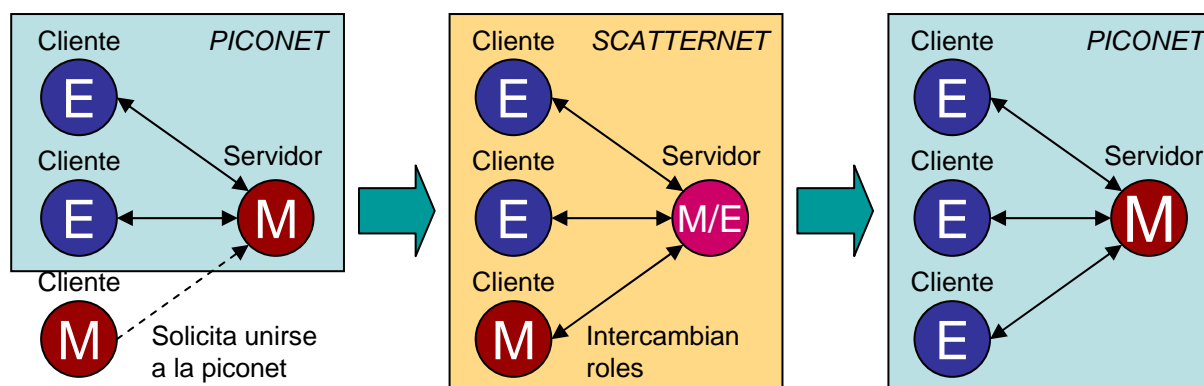 Cliente
PICONET
E
Cliente
Servidor
E
M
Cliente
M
Solicita unirse
a la piconet
Cliente
SCATTERNET
E
Cliente
Servidor
E
M/E
Cliente
M
Intercambian
roles
Cliente
PICONET
E
Cliente
Servidor
E
M
Cliente
E